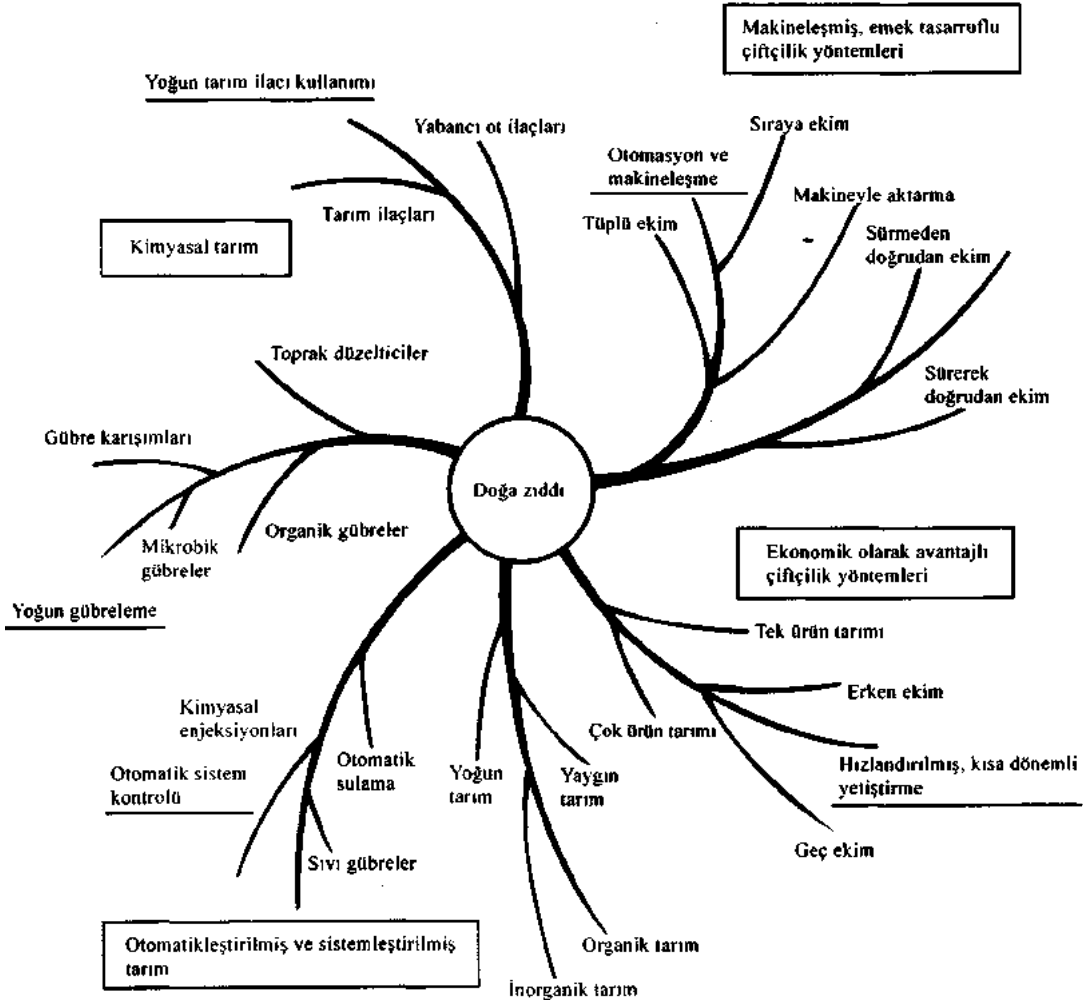 Makineleşmiş, emek tasarruflu
çiftçilik yöntemleri
Yoğun tarım ilacı kullanımı
Yabancı ot ilaçları
Sıraya ekim
Otomasyon ve
makineleşme
Makineyle aktarma
Tarım ilaçları
Tüplü ekim
Sürmeden
doğrudan ekim
Kimyasal tarım
Toprak düzelticiler
Sürerek
doğrudan ekim
Gübre karışımları
Doğa zıddı
Organik gübreler
Mikrobik
gübreler
Ekonomik olarak avantajlı
çiftçilik yöntemleri
Yoğun gübreleme
Tek ürün tarımı
Erken ekim
Kimyasal
enjeksiyonları
Çok ürün tarımı
Otomatik
sulama
Yoğun
tarım
Yaygın
tarım
Hızlandırılmış, kısa dönemli
yetiştirme
Otomatik sistem
kontrolü
Geç ekim
Sıvı gübreler
Otomatikleştirilmiş ve sistemleştirilmiş
tarım
Organik tarım
İnorganik tarım